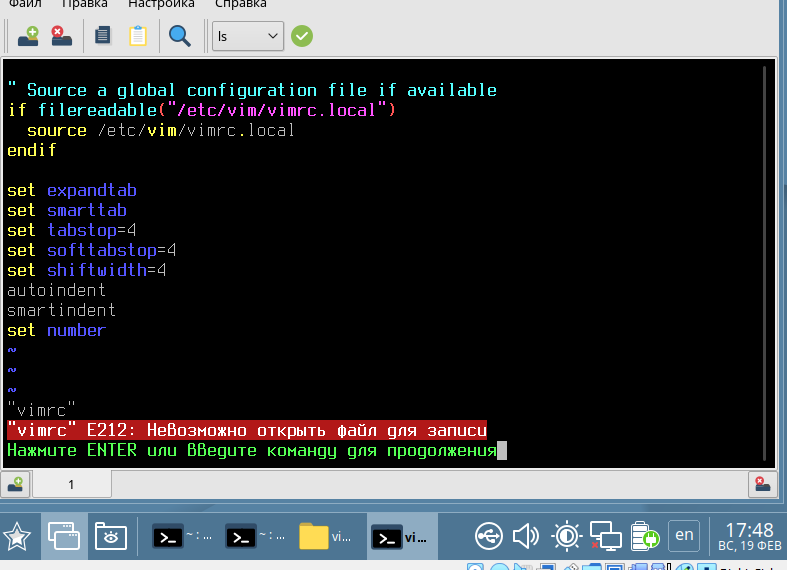 Файл Правка Настройка Справка
ls
" Source a global configuration file if available
if filereadable("/etc/vim/vimrc.local")
  source /etc/vim/vimrc.local
endif
set expandtab
set smarttab
set tabstop=4
set softtabstop=4
set shiftwidth=4
autoindent
smartindent
set number
~
~
~
"vimrc"
"vimrc" E212: Невозможно открыть файл для записи
Нажмите ENTER или введите команду для продолжения
1
~ : ... ~ : ... vi... vi... en 17:48
ВС, 19 ФЕВ